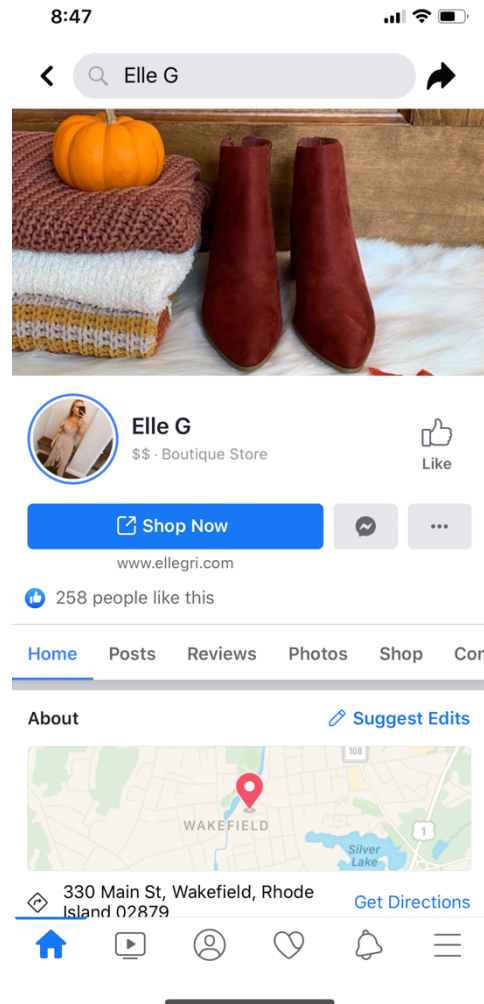 8:47
Elle G
Elle G
$$ · Boutique Store
Like
Shop Now
www.ellegri.com
258 people like this
Home Posts Reviews Photos Shop Con
About Suggest Edits
108
WAKEFIELD
1
Silver
Lake
330 Main St, Wakefield, Rhode
Island 02879
Get Directions